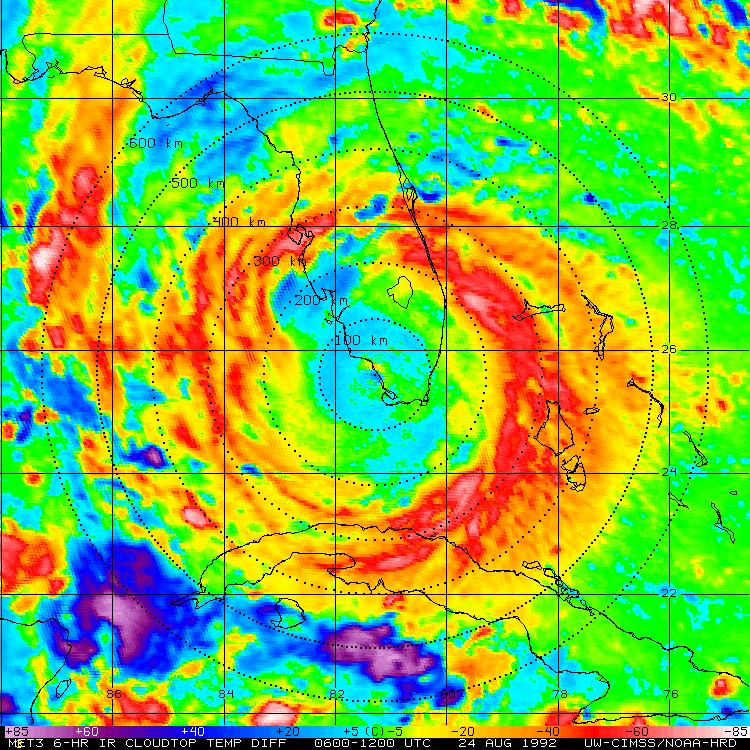 30
600 km
500 km
400 km
28
300 km
200 km
100 km
26
24
22
86 84 82 80 78 76
+85 +60 +40 +20 +5 (C) -5 -20 -40 -60 -85
MET3 6-HR IR CLOUDTOP TEMP DIFF 0600-1200 UTC 24 AUG 1992 UW-CIMSS/NOAA-HRD